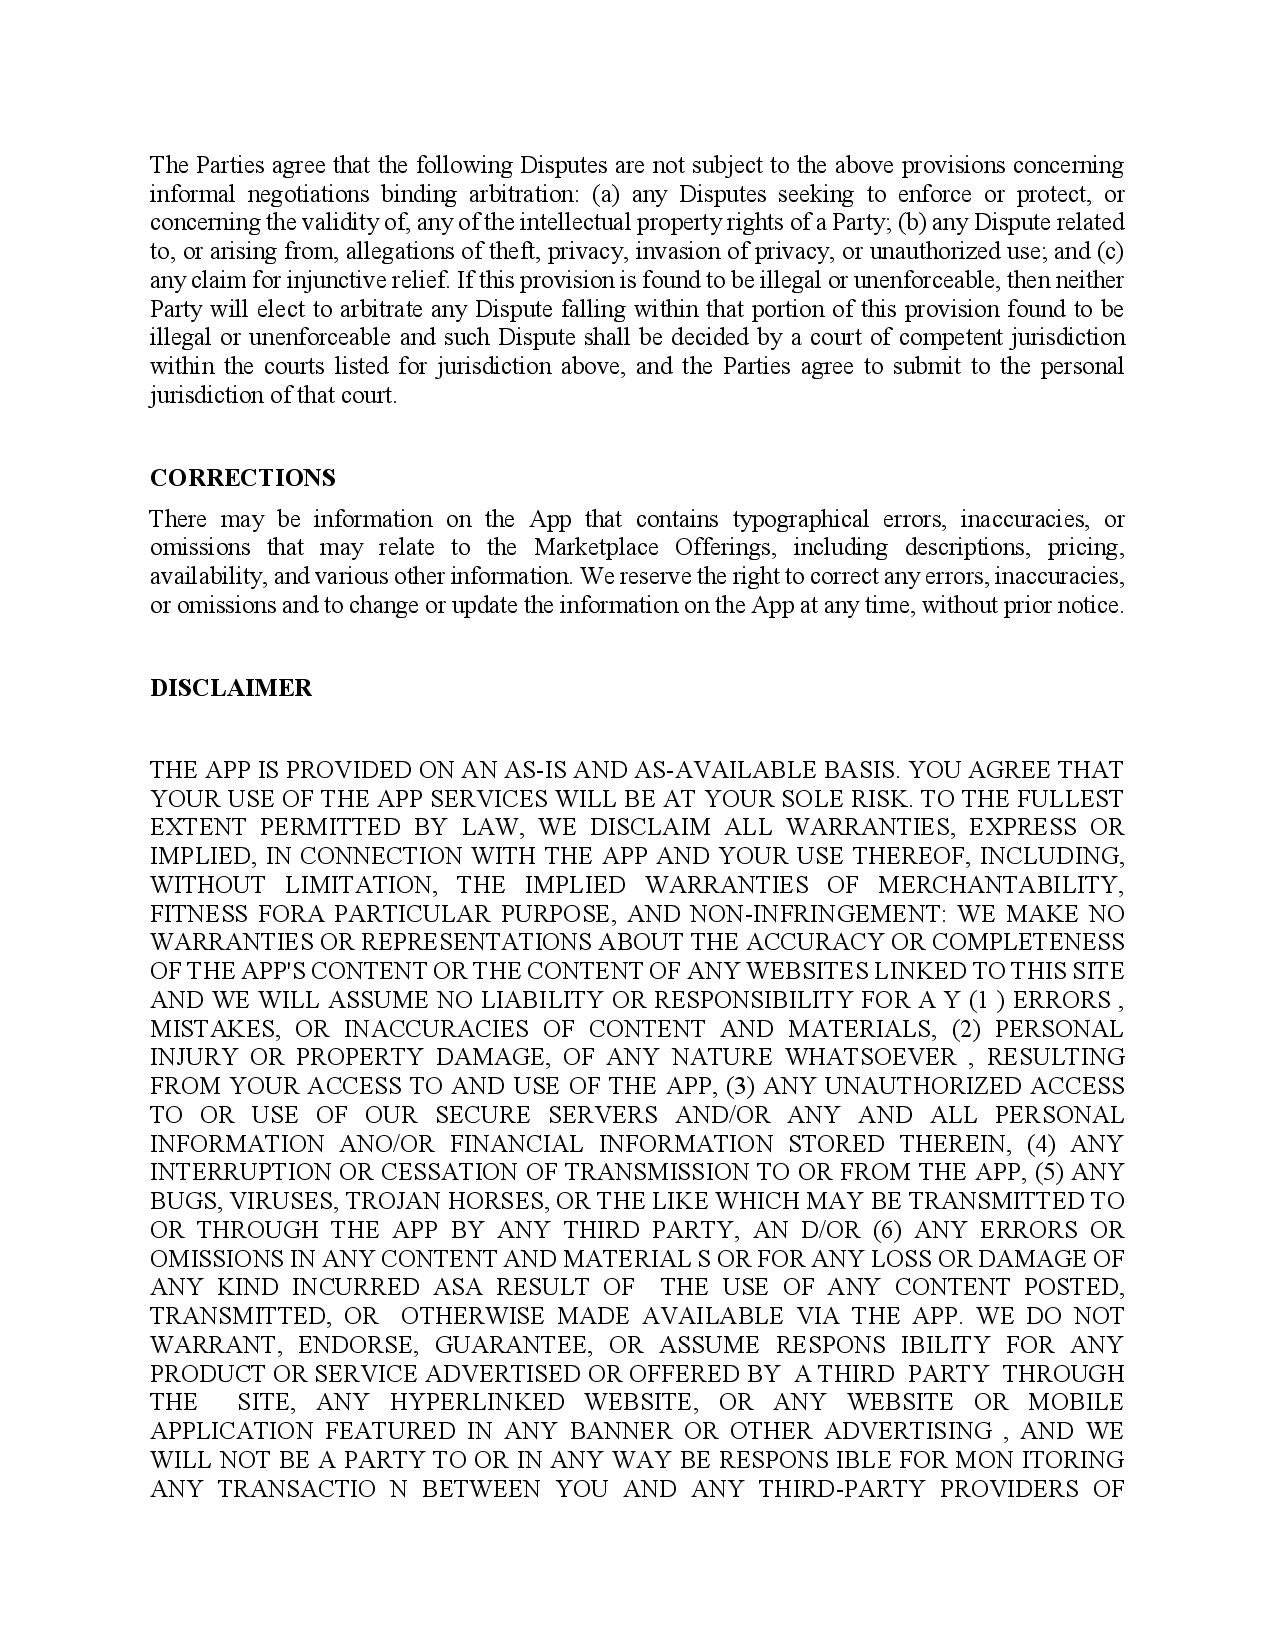 The Parties agree that the following Disputes are not subject to the above provisions concerning
informal negotiations binding arbitration: (a) any Disputes seeking to enforce or protect, or
concerning the validity of, any of the intellectual property rights of a Party; (b) any Dispute related
to, or arising from, allegations of theft, privacy, invasion of privacy, or unauthorized use; and (c)
any claim for injunctive relief. If this provision is found to be illegal or unenforceable, then neither
Party will elect to arbitrate any Dispute falling within that portion of this provision found to be
illegal or unenforceable and such Dispute shall be decided by a court of competent jurisdiction
within the courts listed for jurisdiction above, and the Parties agree to submit to the personal
jurisdiction of that court.
CORRECTIONS
There may be information on the App that contains typographical errors, inaccuracies, or
omissions that may relate to the Marketplace Offerings, including descriptions, pricing,
availability, and various other information. We reserve the right to correct any errors, inaccuracies,
or omissions and to change or update the information on the App at any time, without prior notice.
DISCLAIMER
THE APP IS PROVIDED ON AN AS-IS AND AS-AVAILABLE BASIS. YOU AGREE THAT
YOUR USE OF THE APP SERVICES WILL BE AT YOUR SOLE RISK. TO THE FULLEST
EXTENT PERMITTED BY LAW, WE DISCLAIM ALL WARRANTIES, EXPRESS OR
IMPLIED, IN CONNECTION WITH THE APP AND YOUR USE THEREOF, INCLUDING,
WITHOUT LIMITATION, THE IMPLIED WARRANTIES OF MERCHANTABILITY,
FITNESS FORA PARTICULAR PURPOSE, AND NON-INFRINGEMENT: WE MAKE NO
WARRANTIES OR REPRESENTATIONS ABOUT THE ACCURACY OR COMPLETENESS
OF THE APP'S CONTENT OR THE CONTENT OF ANY WEBSITES LINKED TO THIS SITE
AND WE WILL ASSUME NO LIABILITY OR RESPONSIBILITY FOR A Y (1 ) ERRORS ,
MISTAKES, OR INACCURACIES OF CONTENT AND MATERIALS, (2) PERSONAL
INJURY OR PROPERTY DAMAGE, OF ANY NATURE WHATSOEVER , RESULTING
FROM YOUR ACCESS TO AND USE OF THE APP, (3) ANY UNAUTHORIZED ACCESS
TO OR USE OF OUR SECURE SERVERS AND/OR ANY AND ALL PERSONAL
INFORMATION ANO/OR FINANCIAL INFORMATION STORED THEREIN, (4) ANY
INTERRUPTION OR CESSATION OF TRANSMISSION TO OR FROM THE APP, (5) ANY
BUGS, VIRUSES, TROJAN HORSES, OR THE LIKE WHICH MAY BE TRANSMITTED TO
OR THROUGH THE APP BY ANY THIRD PARTY, AN D/OR (6) ANY ERRORS OR
OMISSIONS IN ANY CONTENT AND MATERIAL S OR FOR ANY LOSS OR DAMAGE OF
ANY KIND INCURRED ASA RESULT OF THE USE OF ANY CONTENT POSTED,
TRANSMITTED, OR OTHERWISE MADE AVAILABLE VIA THE APP. WE DO NOT
WARRANT, ENDORSE, GUARANTEE, OR ASSUME RESPONS IBILITY FOR ANY
PRODUCT OR SERVICE ADVERTISED OR OFFERED BY A THIRD PARTY THROUGH
THE SITE, ANY HYPERLINKED WEBSITE, OR ANY WEBSITE OR MOBILE
APPLICATION FEATURED IN ANY BANNER OR OTHER ADVERTISING , AND WE
WILL NOT BE A PARTY TO OR IN ANY WAY BE RESPONS IBLE FOR MON ITORING
ANY TRANSACTIO N BETWEEN YOU AND ANY THIRD-PARTY PROVIDERS OF